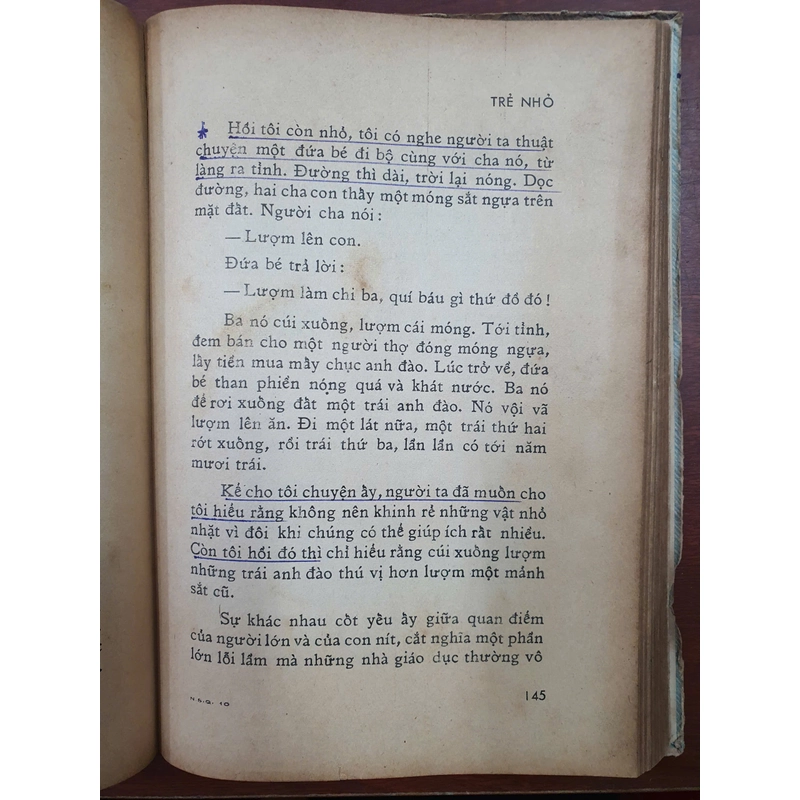 TRẺ NHỎ
Hồi tôi còn nhỏ, tôi có nghe người ta thuật
chuyện một đứa bé đi bộ cùng với cha nó, từ
làng ra tỉnh. Đường thì dài, trời lại nóng. Dọc
đường, hai cha con thấy một móng sắt ngựa trên
mặt đất. Người cha nói :
— Lượm lên con.
Đứa bé trả lời :
— Lượm làm chi ba, quí báu gì thứ đồ đó !
Ba nó cúi xuống, lượm cái móng. Tới tỉnh,
đem bán cho một người thợ đóng móng ngựa,
lấy tiền mua mấy chục anh đào. Lúc trở về, đứa
bé than phiền nóng quá và khát nước. Ba nó
để rơi xuống đất một trái anh đào. Nó vội vã
lượm lên ăn. Đi một lát nữa, một trái thứ hai
rớt xuống, rồi trái thứ ba, lần lần có tới năm
mươi trái.
Kể cho tôi chuyện ấy, người ta đã muốn cho
tôi hiểu rằng không nên khinh rẻ những vật nhỏ
nhặt vì đôi khi chúng có thể giúp ích rất nhiều.
Còn tôi hồi đó thì chỉ hiểu rằng cúi xuống lượm
những trái anh đào thú vị hơn lượm một mảnh
sắt cũ.
Sự khác nhau cốt yếu ấy giữa quan điểm
của người lớn và của con nít, cắt nghĩa một phần
lớn lỗi lầm mà những nhà giáo dục thường vô
N.S.Q. 10
145